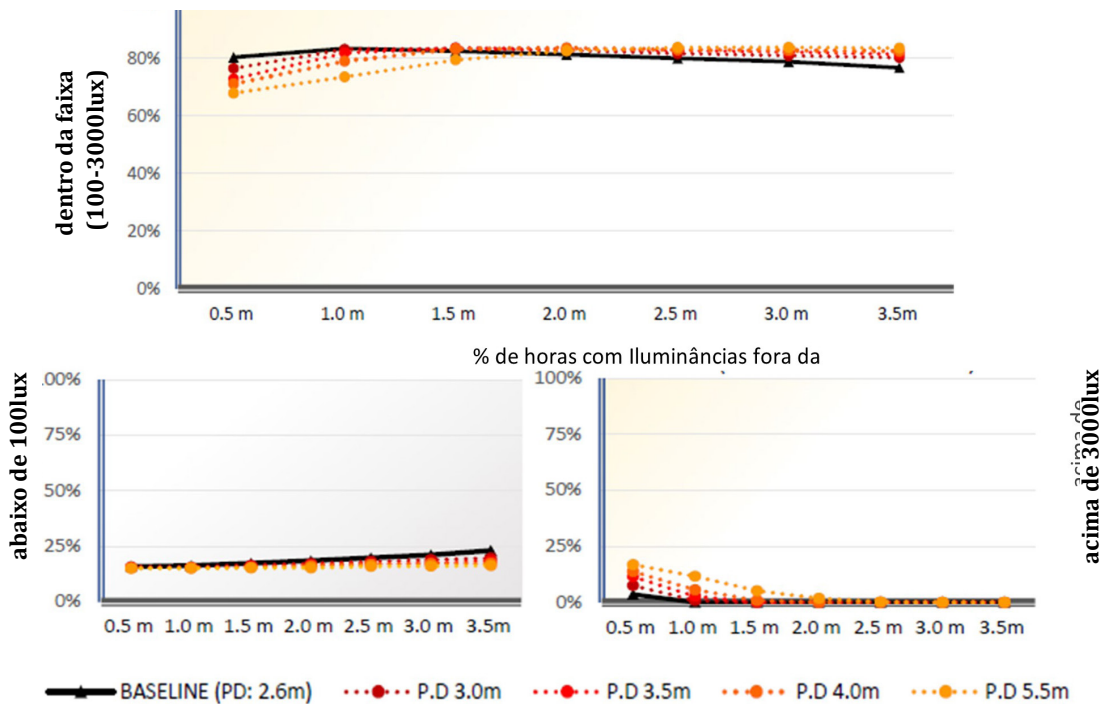 dentro da faixa
(100-3000lux)
80%
60%
40%
20%
0%
0.5 m 1.0 m 1.5 m 2.0 m 2.5 m 3.0 m 3.5m
% de horas com Iluminâncias fora da
abaixo de 100lux
.00%
75%
50%
25%
0%
0.5 m 1.0 m 1.5 m 2.0 m 2.5 m 3.0 m 3.5m
100%
75%
50%
25%
0%
0.5 m 1.0 m 1.5 m 2.0 m 2.5 m 3.0 m 3.5m
acima de
acima de 3000lux
BASELINE (PD: 2.6m) P.D 3.0m P.D 3.5m P.D 4.0m P.D 5.5m